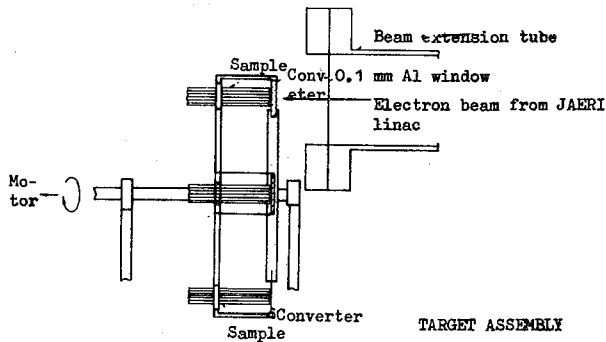 Beam extension tube
Sample
Conv-
eter
0.1 mm Al window
Electron beam from JAERI
linac
Mo-
tor
Converter
Sample
TARGET ASSEMBLY